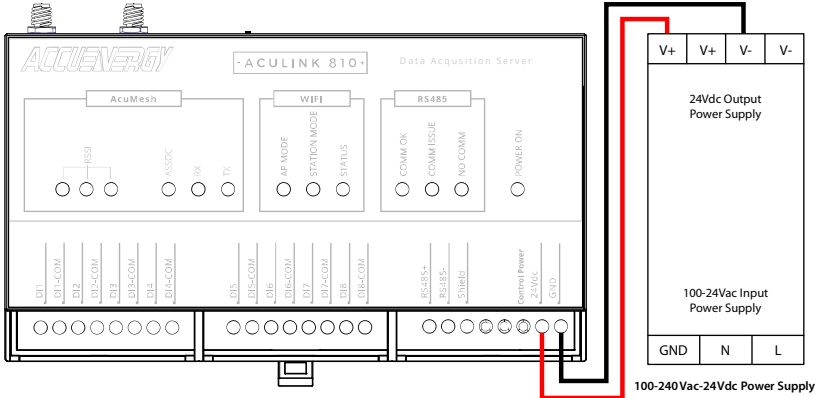 ACCUENERGY
- ACULINK 810 +
Data Acqusition Server
AcuMesh
WIFI
RS485
RSSI
ASSOC
RX
TX
AP MODE
STATION MODE
STATUS
COMM OK
COMM ISSUE
NO COMM
POWER ON
DI1
DI1-COM
DI2
DI2-COM
DI3
DI3-COM
DI4
DI4-COM
DI5
DI5-COM
DI6
DI6-COM
DI7
DI7-COM
DI8
DI8-COM
RS485+
RS485-
Shield
Control Power
24Vdc
GND
V+ V+ V- V-
24Vdc Output
Power Supply
100-24Vac Input
Power Supply
GND N L
100-240 Vac-24Vdc Power Supply